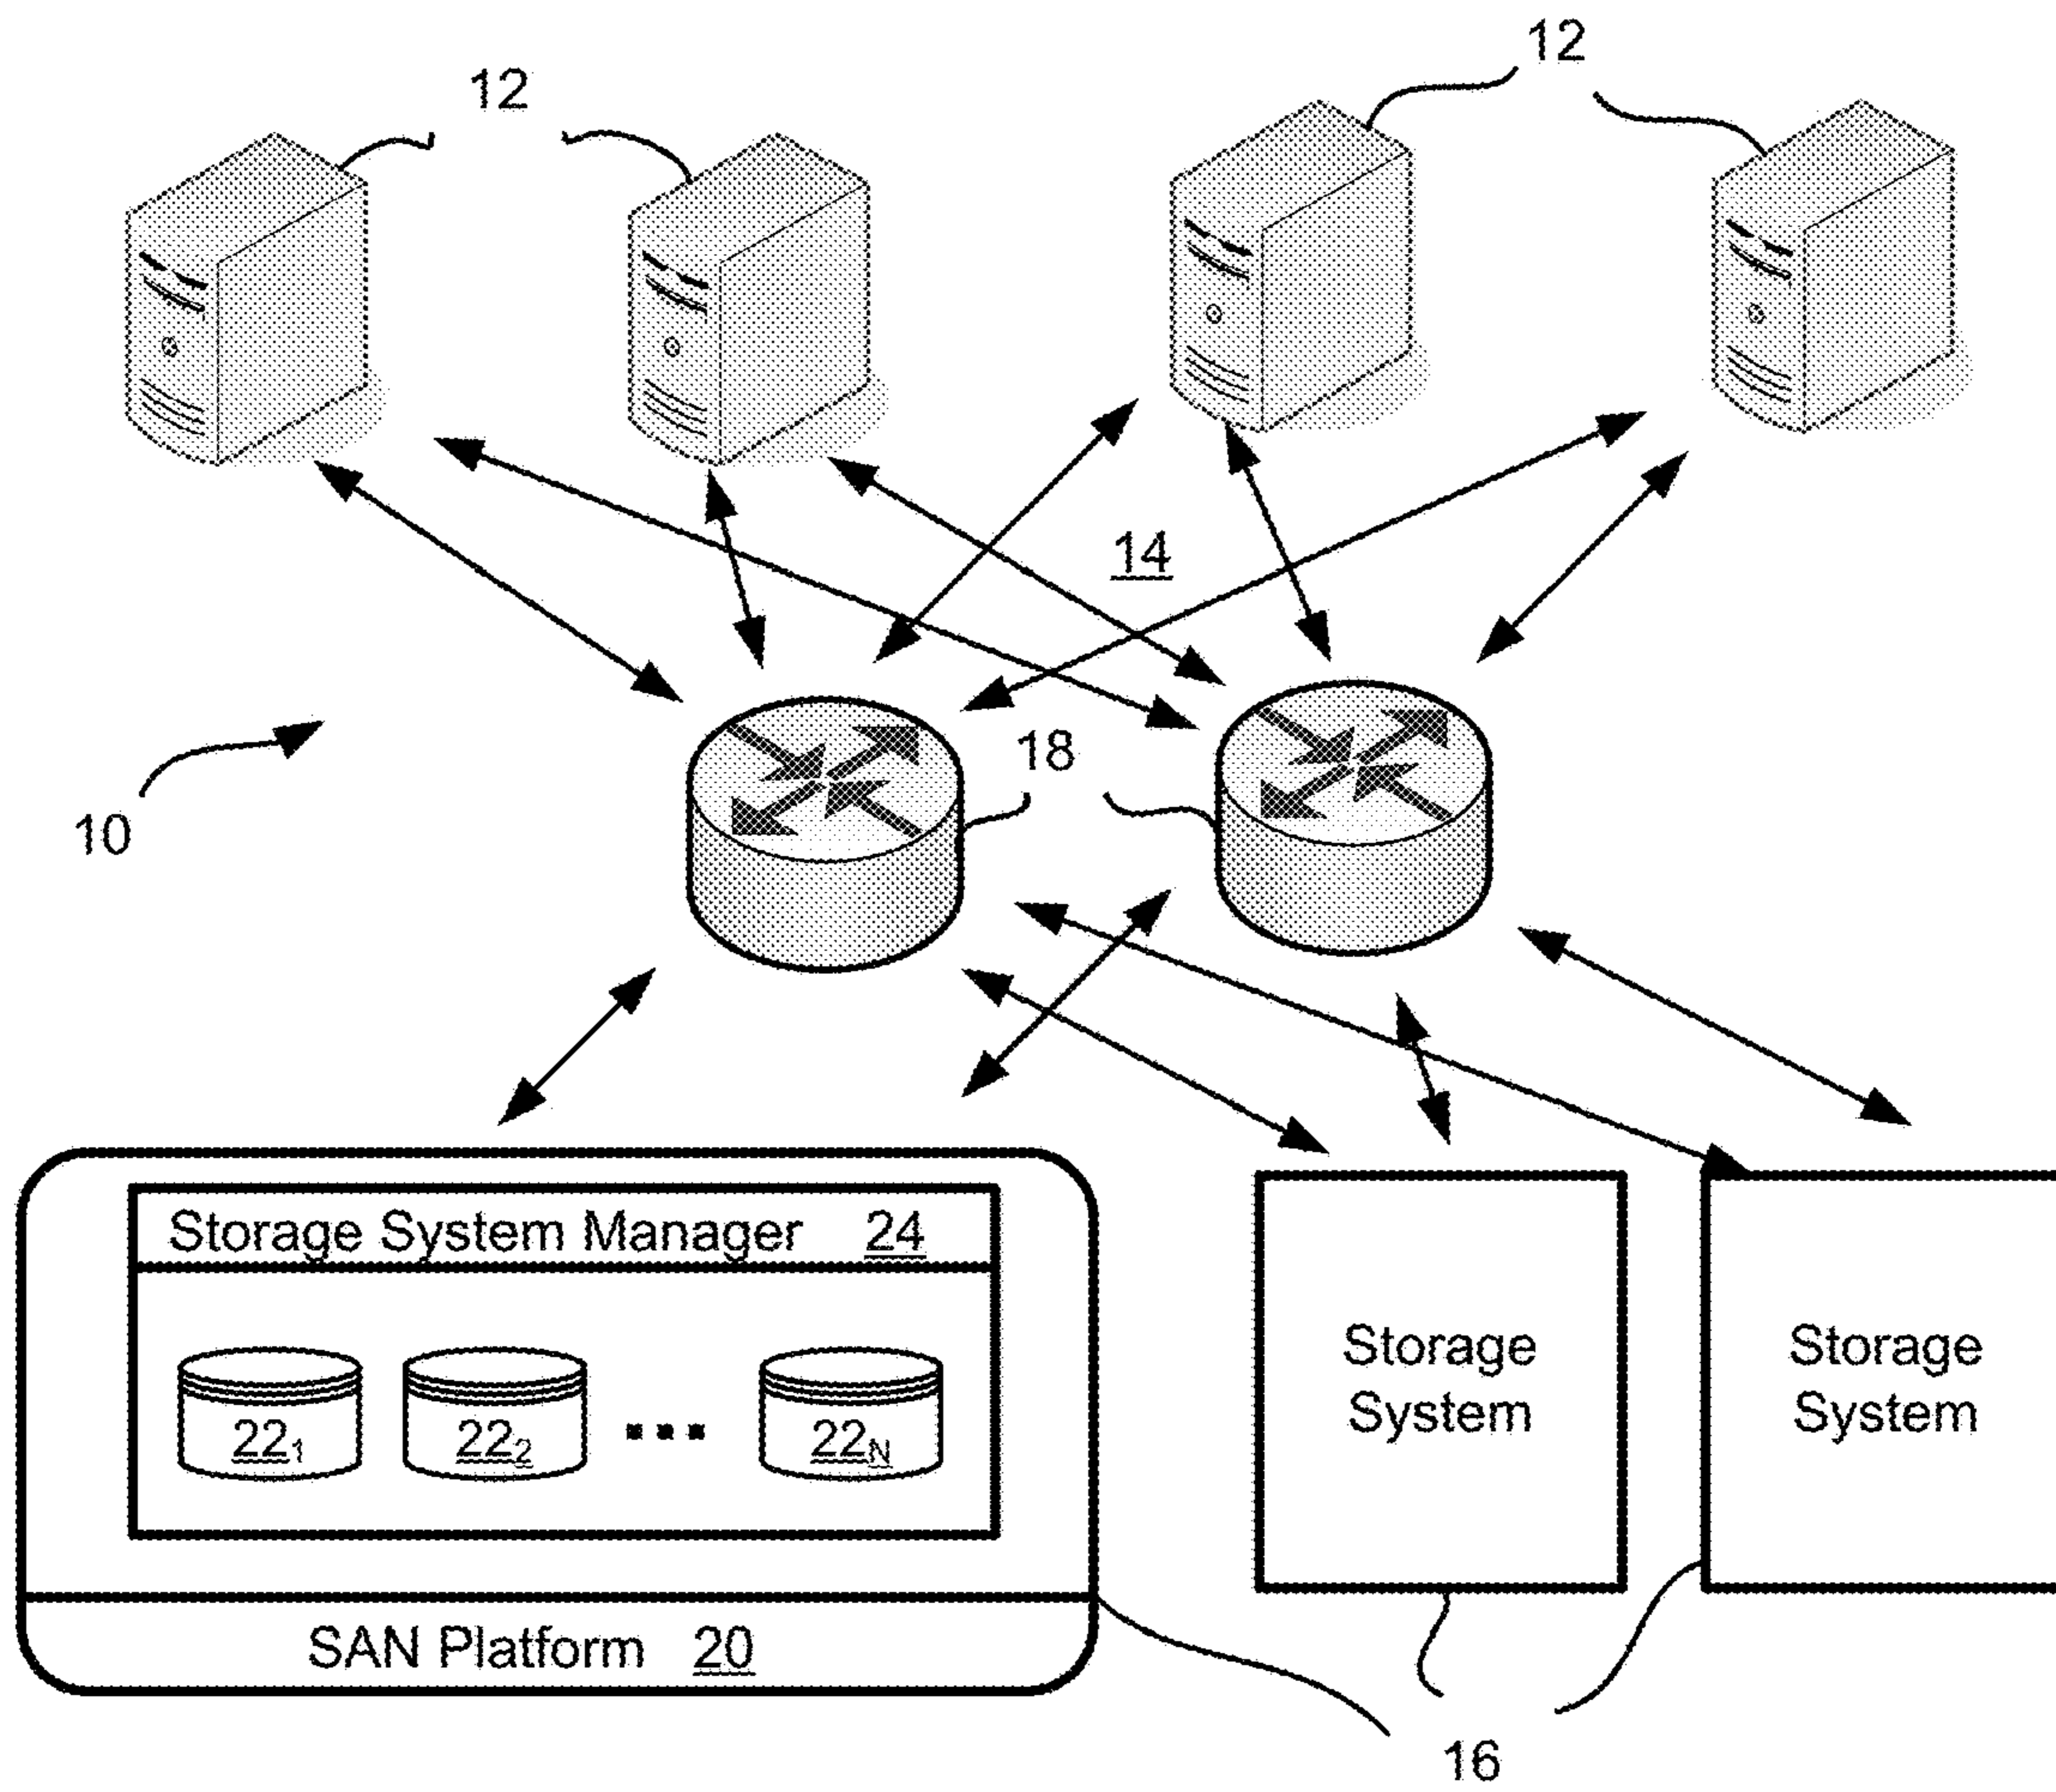 12
12
14
18
10
Storage System Manager 24
22₁ 22₂ ... 22N
Storage
System
Storage
System
SAN Platform 20
16